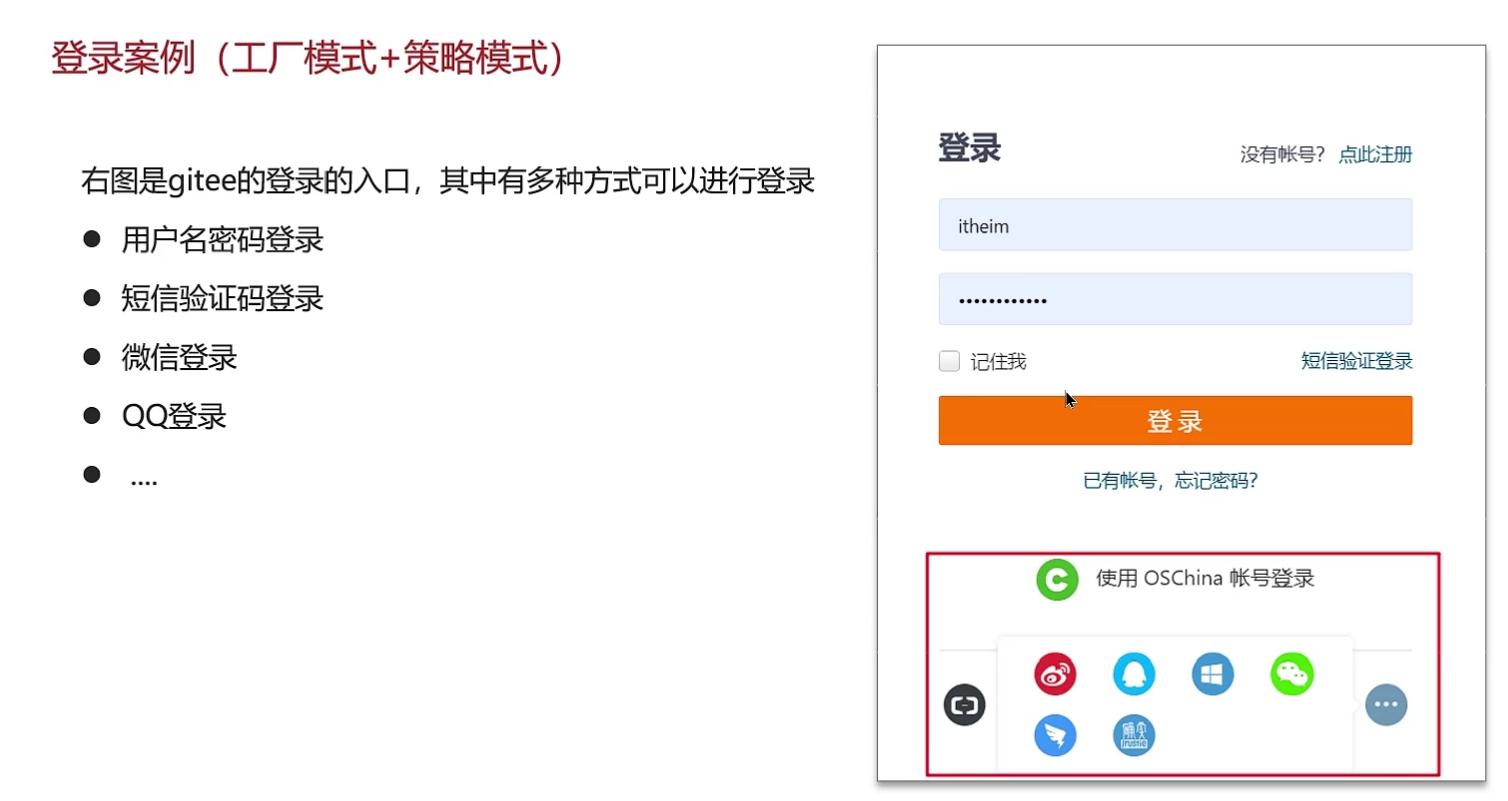 登录案例（工厂模式+策略模式）
右图是gitee的登录的入口，其中有多种方式可以进行登录
● 用户名密码登录
● 短信验证码登录
● 微信登录
● QQ登录
● ....
登录
没有帐号？ 点此注册
itheim
••••••••••••
记住我
短信验证登录
登 录
已有帐号，忘记密码？
使用 OSChina 帐号登录